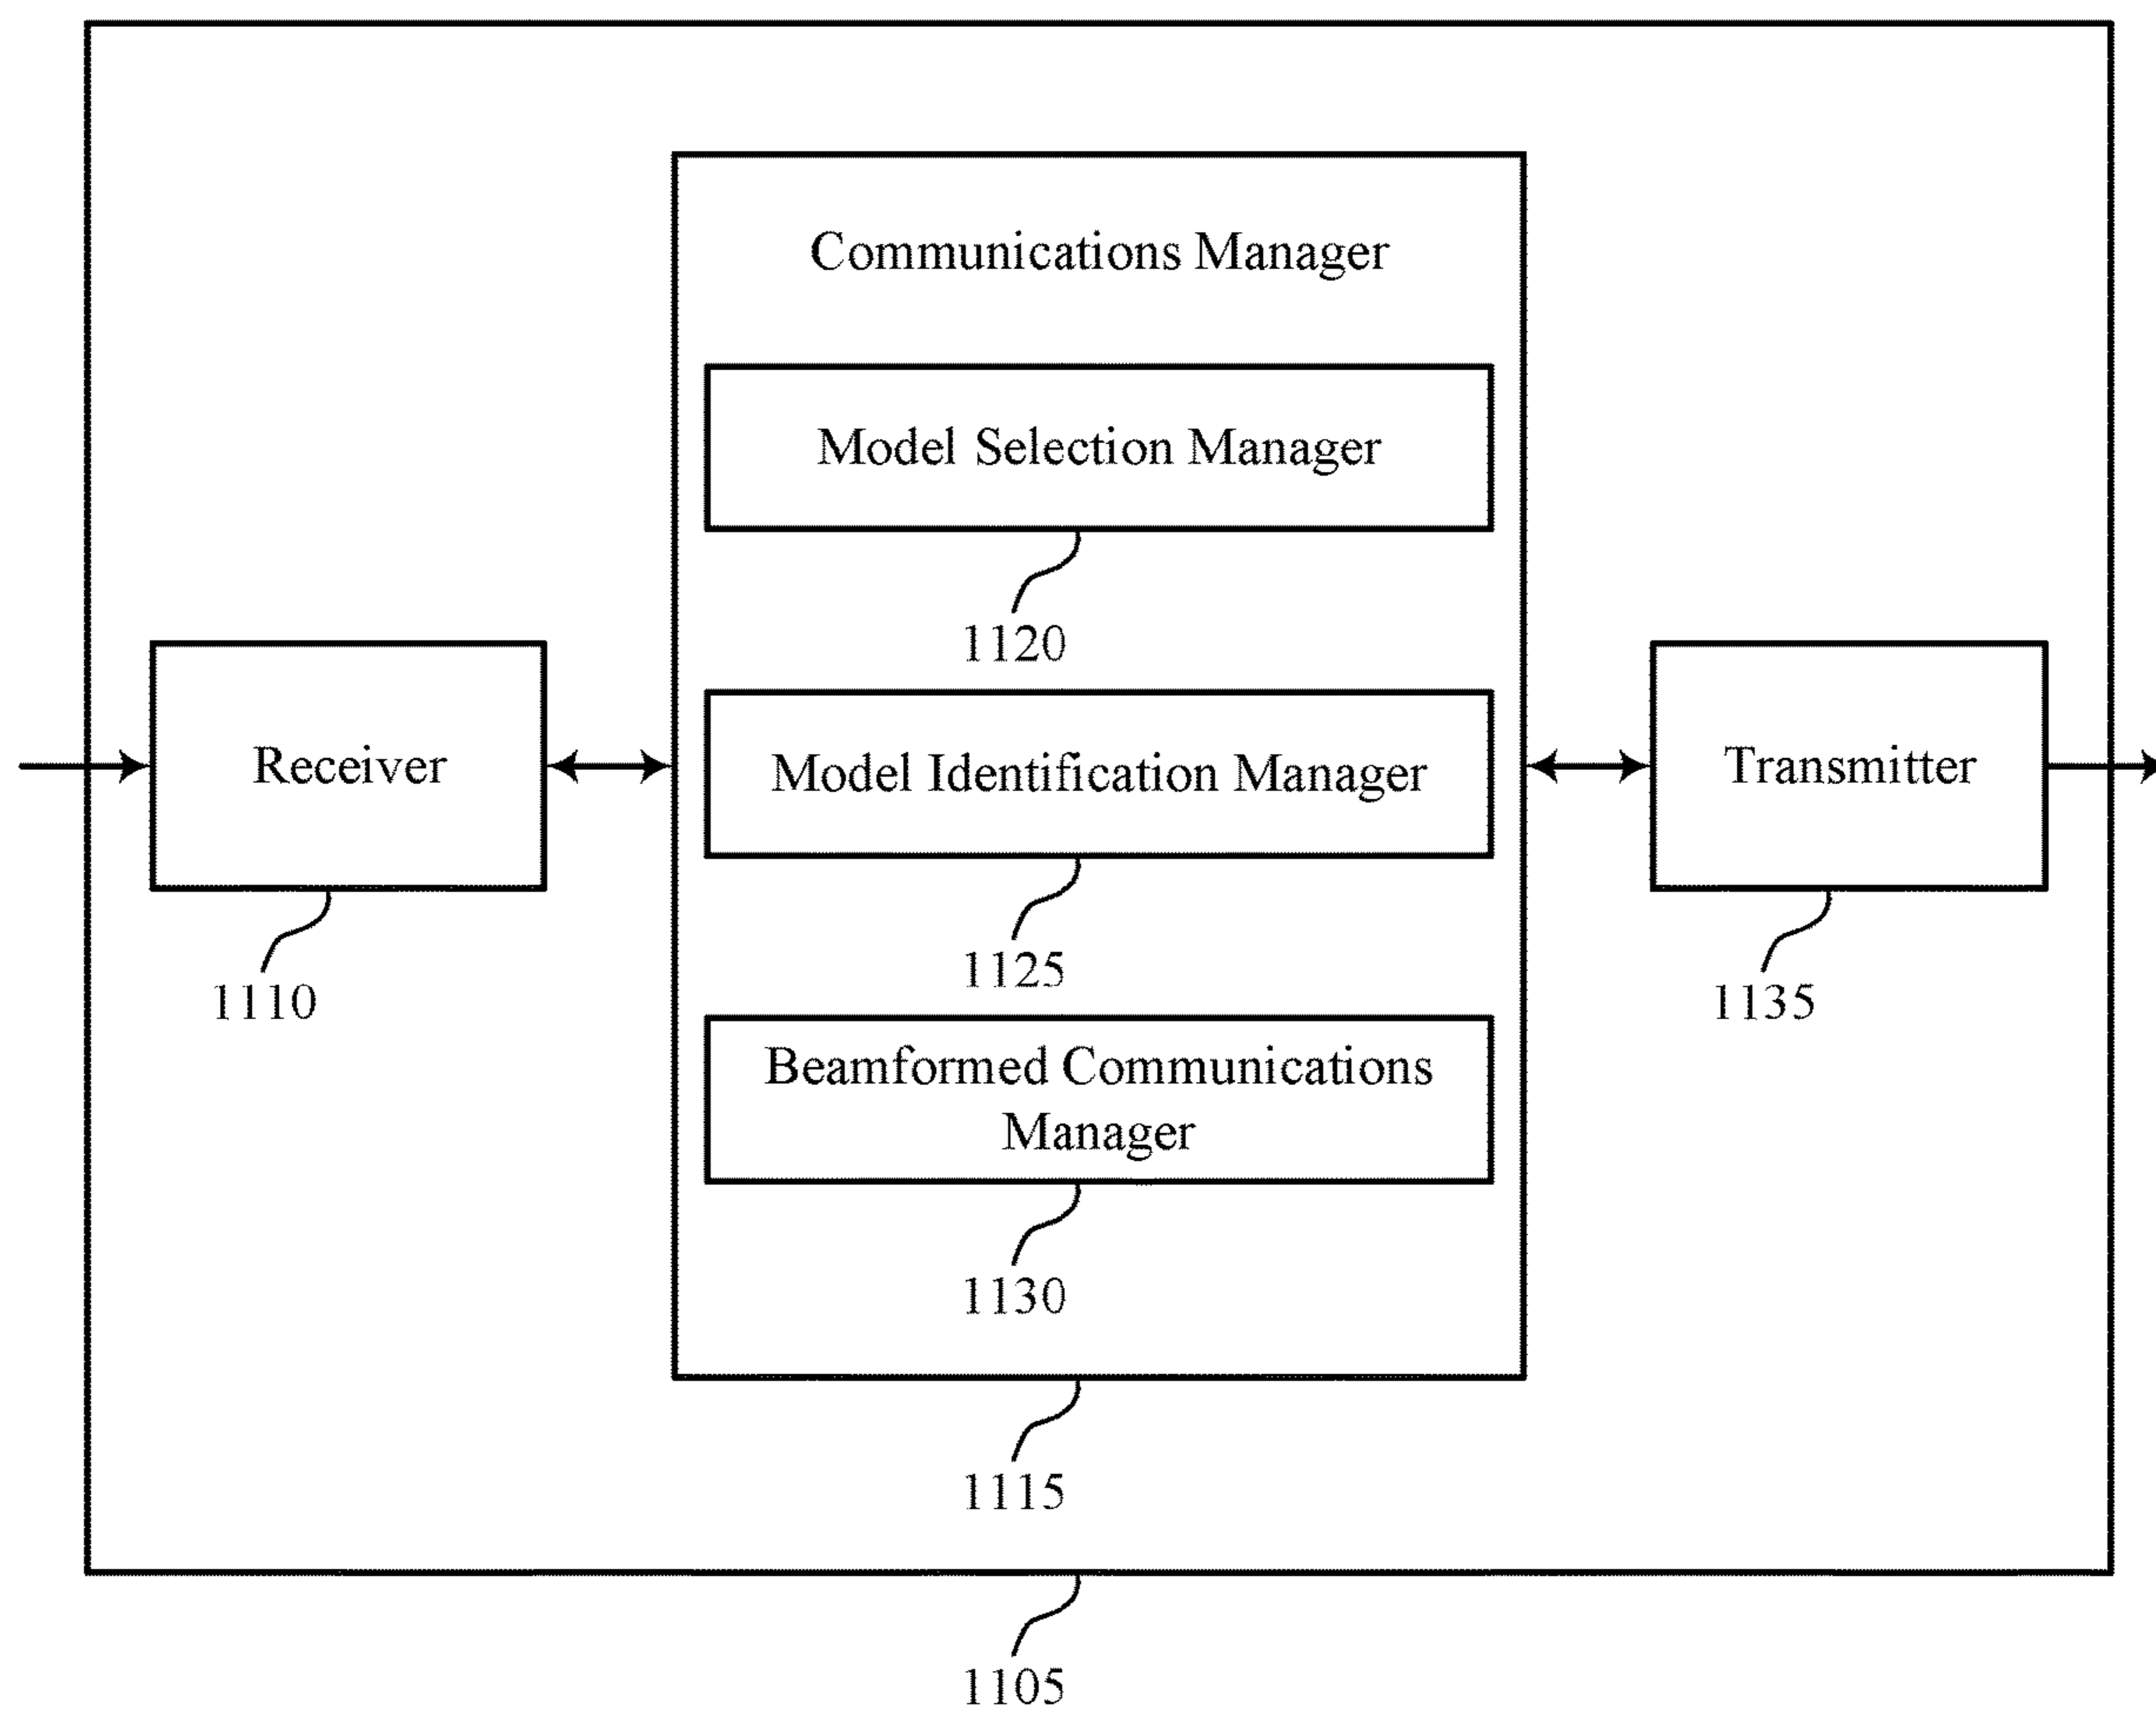 Communications Manager
Model Selection Manager
1120
Receiver
1110
Model Identification Manager
1125
Transmitter
1135
Beamformed Communications
Manager
1130
1115
1105